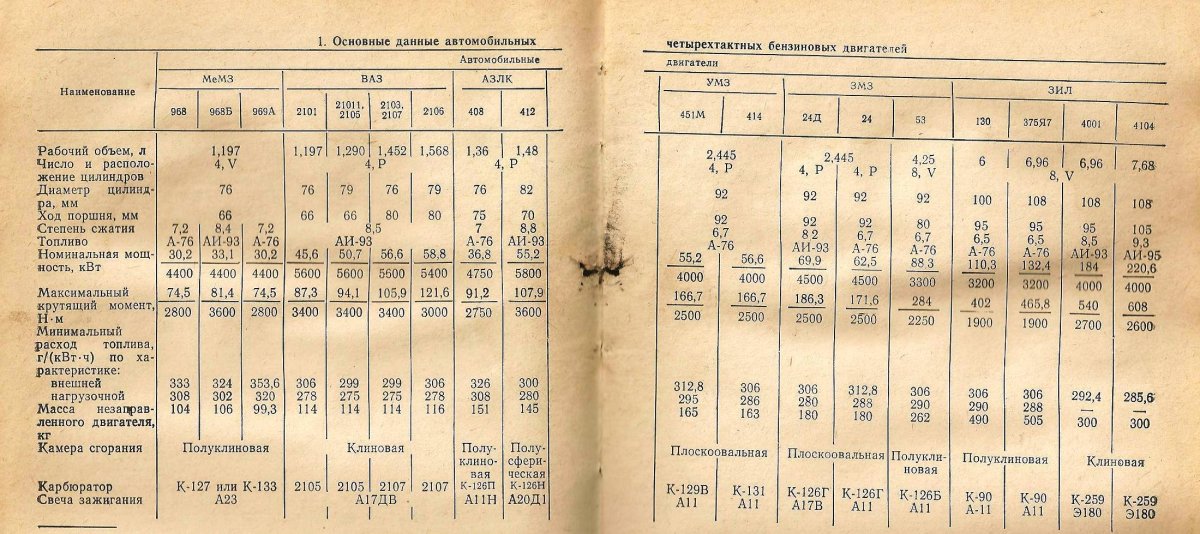 1. Основные данные автомобильных
Наименование
Автомобильные
МеМЗ ВАЗ АЗЛК
968 968Б 969А 2101 21011, 2103, 2106 408 412
2105 2107
Рабочий объем, л 1,197 1,197 1,290 1,452 1,568 1,36 1,48
Число и располо- 4, V 4, Р 4, Р
жение цилиндров
Диаметр цилинд- 76 76 79 76 79 76 82
ра, мм
Ход поршня, мм 66 66 66 80 80 75 70
Степень сжатия 7,2 8,4 7,2 8,5 7 8,8
Топливо А-76 АИ-93 А-76 АИ-93 А-76 АИ-93
Номинальная мощ- 30,2 33,1 30,2 45,6 50,7 56,6 58,8 36,8 55,2
ность, кВт 4400 4400 4400 5600 5600 5600 5400 4750 5800
Максимальный 74,5 81,4 74,5 87,3 94,1 105,9 121,6 91,2 107,9
крутящий момент, 2800 3600 2800 3400 3400 3400 3000 2750 3600
Н·м
Минимальный
расход топлива,
г/(кВт·ч) по ха-
рактеристике:
внешней 333 324 353,6 306 299 299 306 326 300
нагрузочной 308 302 320 278 275 275 278 308 280
Масса незаправ- 104 106 99,3 114 114 114 116 151 145
ленного двигателя,
кг
Камера сгорания Полуклиновая Клиновая Полу- Полу-
клино- сфери-
вая ческая
Карбюратор К-127 или К-133 2105 2105 2107 2107 К-126П К-126Н
Свеча зажигания А23 А17ДВ А11Н А20Д1
четырехтактных бензиновых двигателей
двигатели
УМЗ ЗМЗ ЗИЛ
451М 414 24Д 24 53 130 375Я7 4001 4104
2,445 2,445 4,25 6 6,96 6,96 7,68
4, Р 4, Р 4, Р 8, V 8, V
92 92 92 92 100 108 108 108
92 92 92 80 95 95 95 105
6,7 8 2 6,7 6,7 6,5 6,5 8,5 9,3
А-76 АИ-93 А-76 А-76 А-76 А-76 АИ-93 АИ-95
55,2 56,6 69,9 62,5 88,3 110,3 132,4 184 220,6
4000 4000 4500 4500 3300 3200 3200 4000 4000
166,7 166,7 186,3 171,6 284 402 465,8 540 608
2500 2500 2500 2500 2250 1900 1900 2700 2600
312,8 306 306 312,8 306 306 306 292,4 285,6
295 286 280 288 290 290 288 — —
165 163 180 180 262 490 505 300 300
Плоскоовальная Плоскоовальная Полукли- Полуклиновая Клиновая
новая
К-129В К-131 К-126Г К-126Г К-126Б К-90 К-90 К-259 К-259
А11 А11 А17В А11 А11 А-11 А11 Э180 Э180